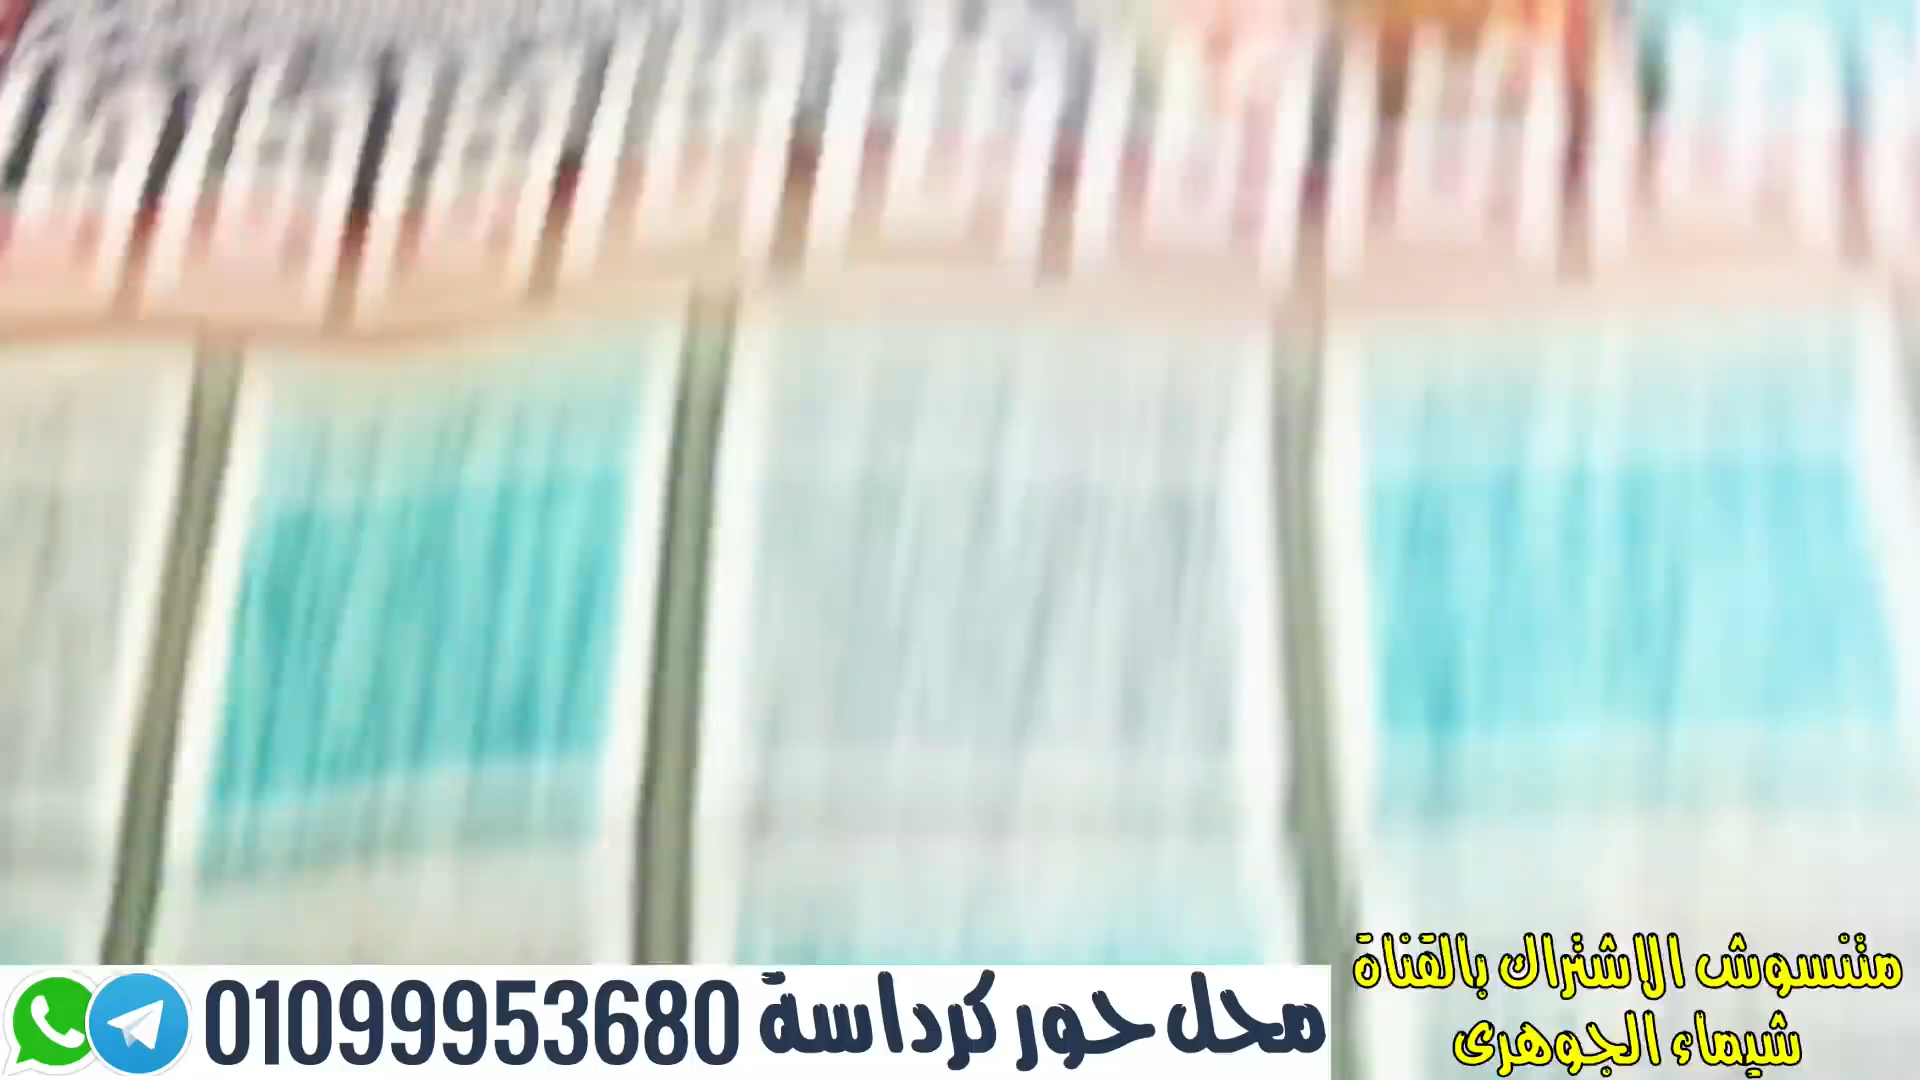 متنسوش الاشتراك بالقناة
شيماء الجوهرى
محل حور كرداسة 01099953680